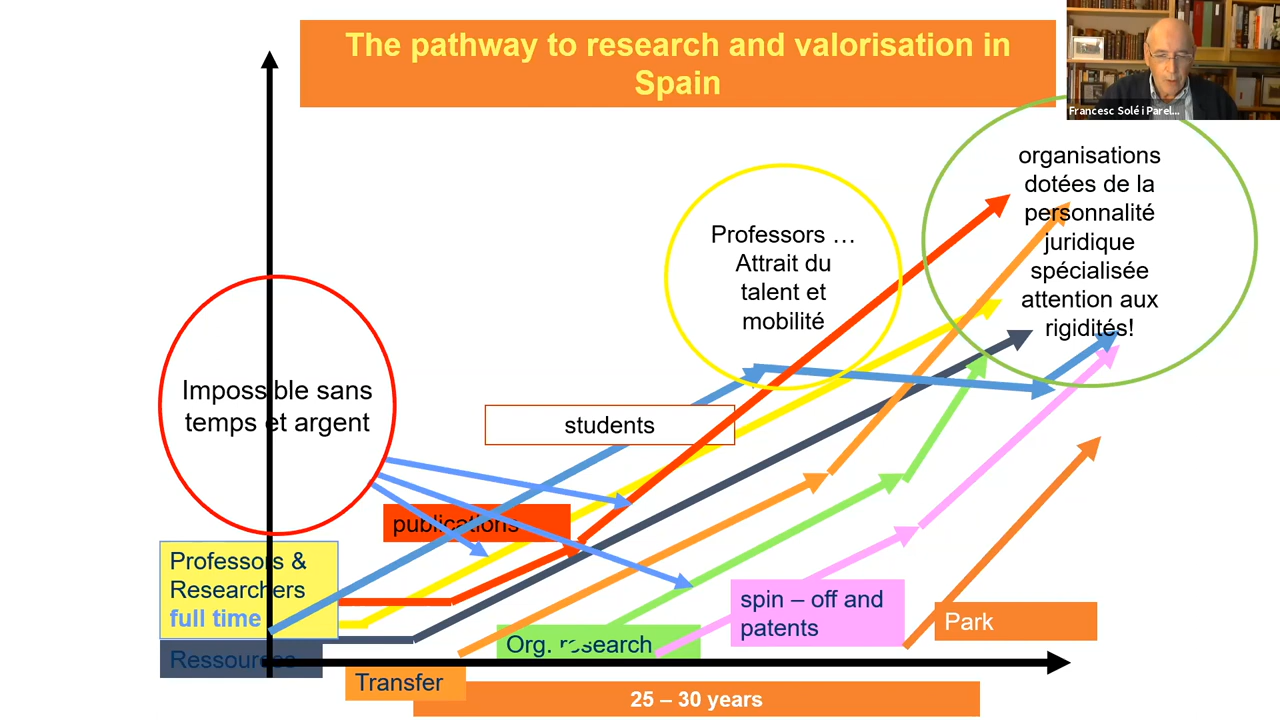 The pathway to research and valorisation in
Spain
Francesc Solé i Parel...
organisations
dotées de la
personnalité
juridique
spécialisée
attention aux
rigidités!
Professors …
Attrait du
talent et
mobilité
Impossible sans
temps et argent
students
publications
Professors &
Researchers
full time
Ressources
Transfer
Org. research
spin – off and
patents
Park
25 – 30 years